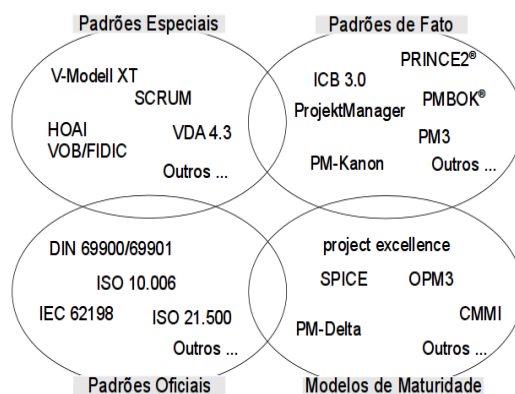 Padrões Especiais
V-Modell XT
SCRUM
HOAI
VOB/FIDIC
VDA 4.3
Outros ...
Padrões de Fato
PRINCE2®
ICB 3.0
ProjektManager
PMBOK®
PM3
PM-Kanon
Outros ...
DIN 69900/69901
ISO 10.006
IEC 62198
ISO 21.500
Outros ...
Padrões Oficiais
project excellence
SPICE
OPM3
CMMI
PM-Delta
Outros ...
Modelos de Maturidade